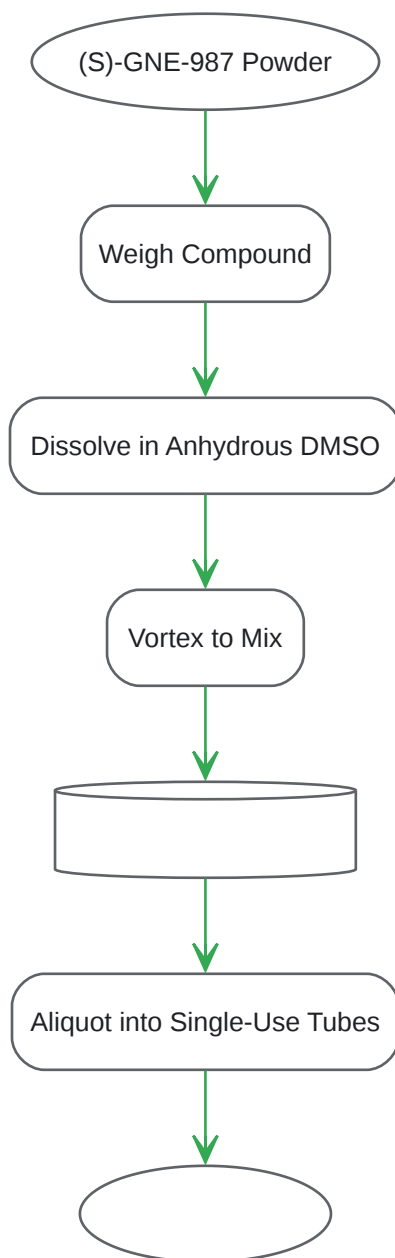 (S)-GNE-987 Powder
Weigh Compound
Dissolve in Anhydrous DMSO
Vortex to Mix
Aliquot into Single-Use Tubes